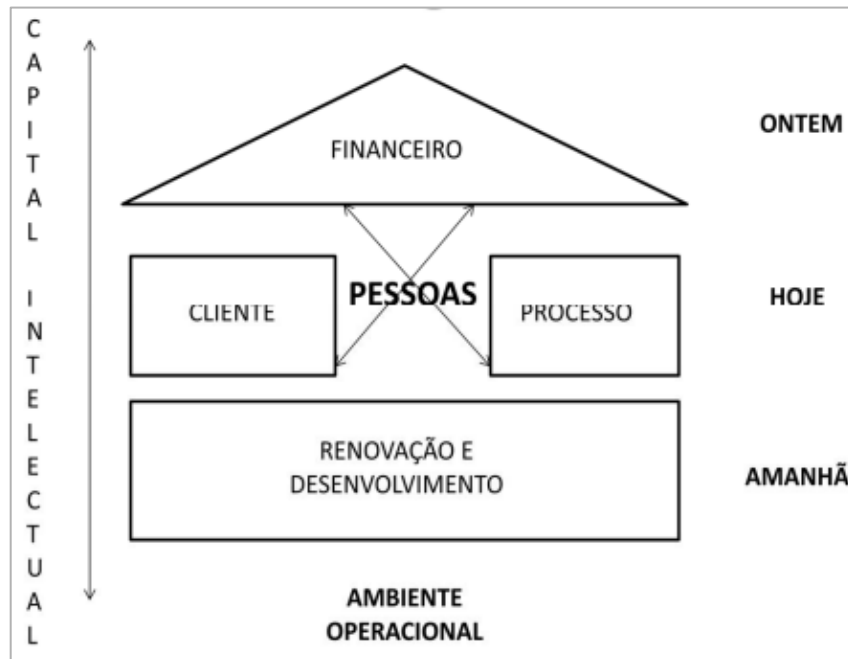 CAPITAL INTELECTUAL
ONTEM
FINANCEIRO
PESSOAS
HOJE
CLIENTE
PROCESSO
RENOVAÇÃO E
DESENVOLVIMENTO
AMANHÃ
AMBIENTE
OPERACIONAL